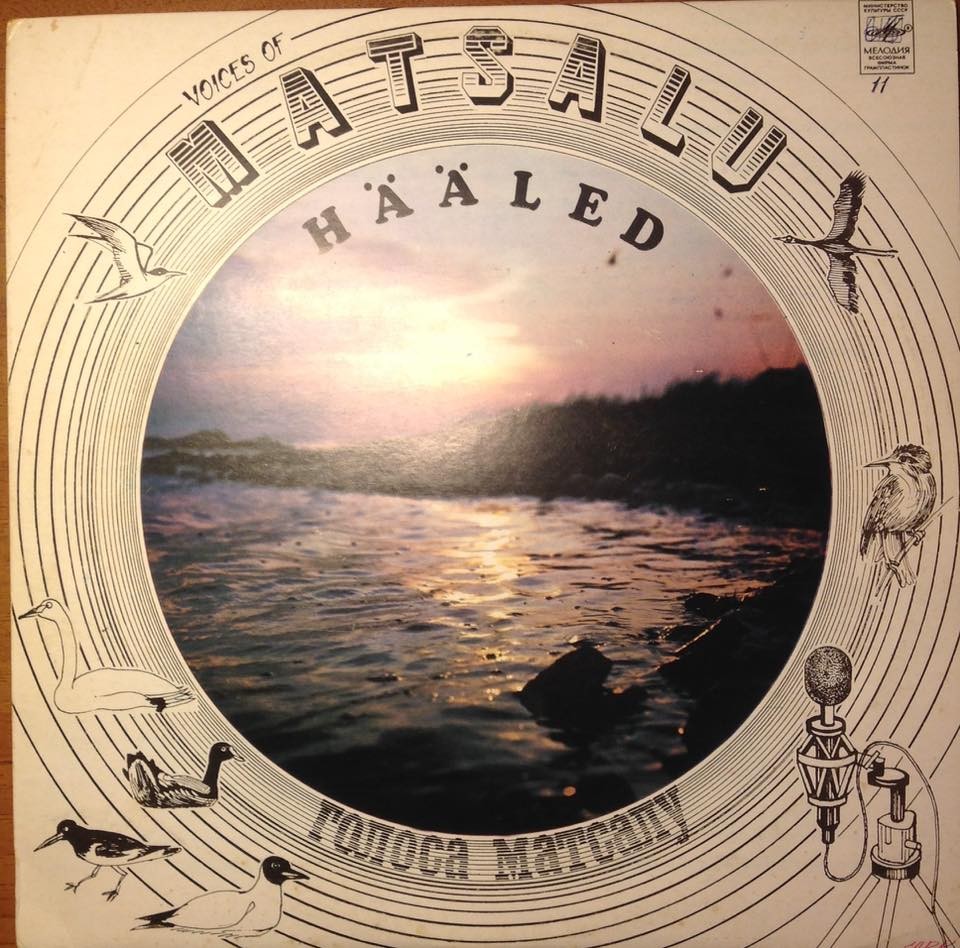 VOICES OF
MATSALU
HÄÄLED
голоса Матсалу
МИНИСТЕРСТВО
КУЛЬТУРЫ СССР
МЕЛОДИЯ
ВСЕСОЮЗНАЯ
ФИРМА
ГРАМПЛАСТИНОК
11